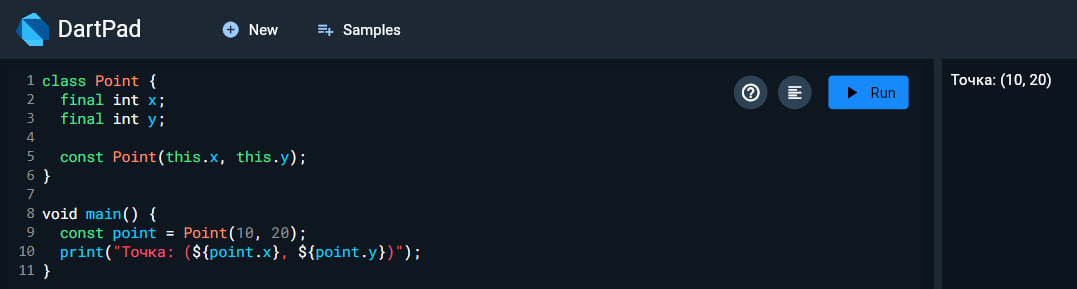 DartPad
New
Samples
1 class Point {
2   final int x;
3   final int y;
4
5   const Point(this.x, this.y);
6 }
7
8 void main() {
9   const point = Point(10, 20);
10   print("Точка: (${point.x}, ${point.y})");
11 }
Run
Точка: (10, 20)